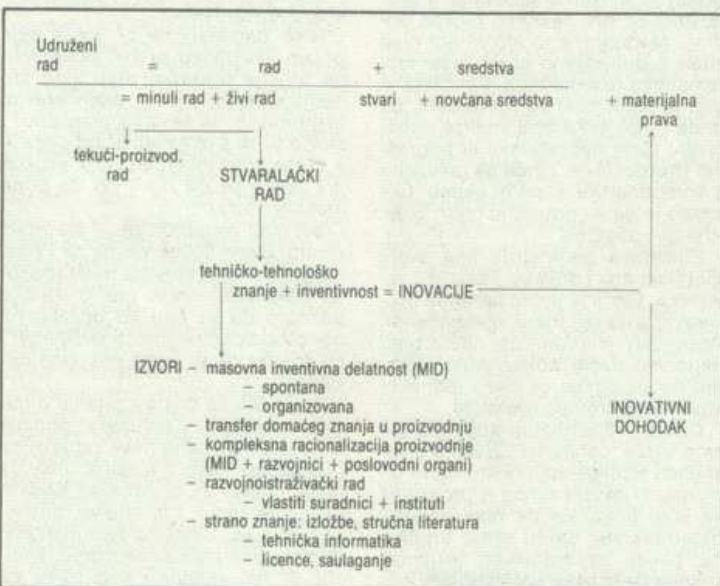 Udruženi
rad = rad + sredstva
= minuli rad + živi rad stvari + novčana sredstva + materijalna
prava
tekući-proizvod.
rad
STVARALAČKI
RAD
tehničko-tehnološko
znanje + inventivnost = INOVACIJE
IZVORI – masovna inventivna delatnost (MID)
– spontana
– organizovana
– transfer domaćeg znanja u proizvodnju
– kompleksna racionalizacija proizvodnje
(MID + razvojnici + poslovodni organi)
– razvojnoistraživački rad
– vlastiti suradnici + instituti
– strano znanje: izložbe, stručna literatura
– tehnička informatika
– licence, saulaganje
INOVATIVNI
DOHODAK